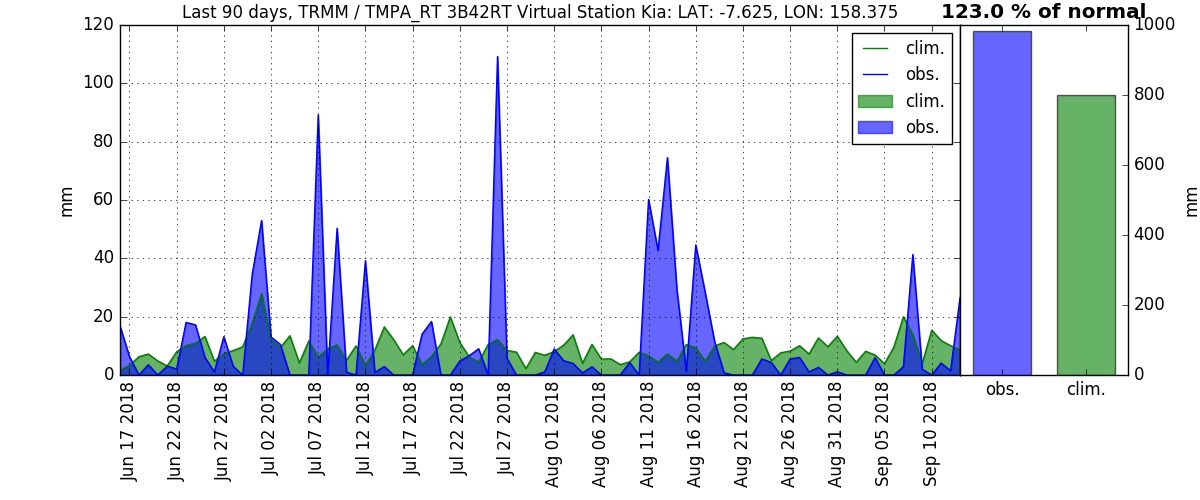 Last 90 days, TRMM / TMPA_RT 3B42RT Virtual Station Kia: LAT: -7.625, LON: 158.375
123.0 % of normal
120
100
80
60
40
20
0
mm
clim.
obs.
clim.
obs.
Jun 17 2018
Jun 22 2018
Jun 27 2018
Jul 02 2018
Jul 07 2018
Jul 12 2018
Jul 17 2018
Jul 22 2018
Jul 27 2018
Aug 01 2018
Aug 06 2018
Aug 11 2018
Aug 16 2018
Aug 21 2018
Aug 26 2018
Aug 31 2018
Sep 05 2018
Sep 10 2018
1000
800
600
400
200
0
mm
obs.
clim.